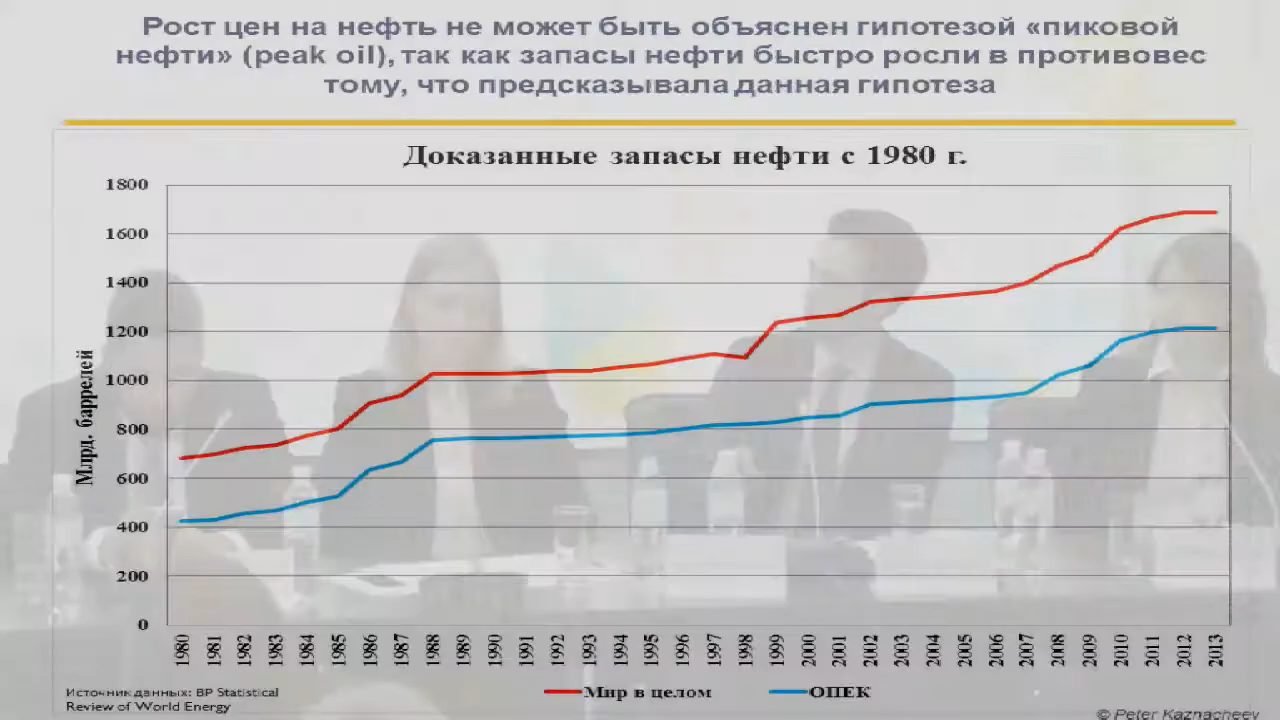 Рост цен на нефть не может быть объяснен гипотезой «пиковой
нефти» (peak oil), так как запасы нефти быстро росли в противовес
тому, что предсказывала данная гипотеза
Доказанные запасы нефти с 1980 г.
Млрд. баррелей
1800
1600
1400
1200
1000
800
600
400
200
0
1980 1981 1982 1983 1984 1985 1986 1987 1988 1989 1990 1991 1992 1993 1994 1995 1996 1997 1998 1999 2000 2001 2002 2003 2004 2005 2006 2007 2008 2009 2010 2011 2012 2013
Мир в целом ОПЕК
Источник данных: BP Statistical
Review of World Energy
© Peter Kaznacheev